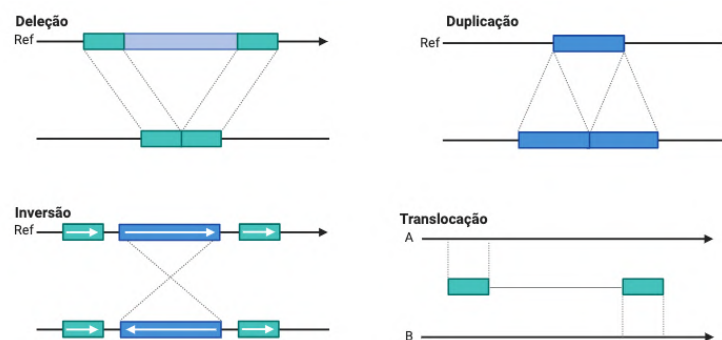 Deleção
Ref
Duplicação
Ref
Inversão
Ref
Translocação
A
B